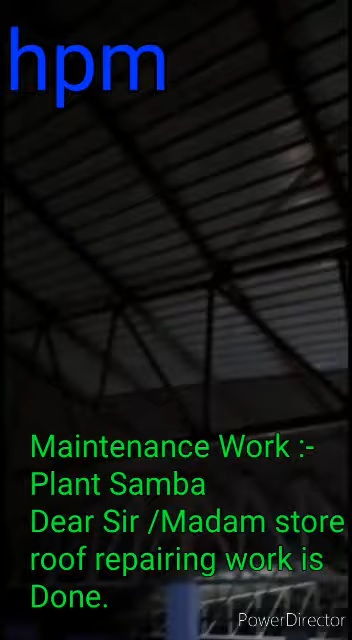 hpm
Maintenance Work :-
Plant Samba
Dear Sir /Madam store
roof repairing work is
Done.
PowerDirector